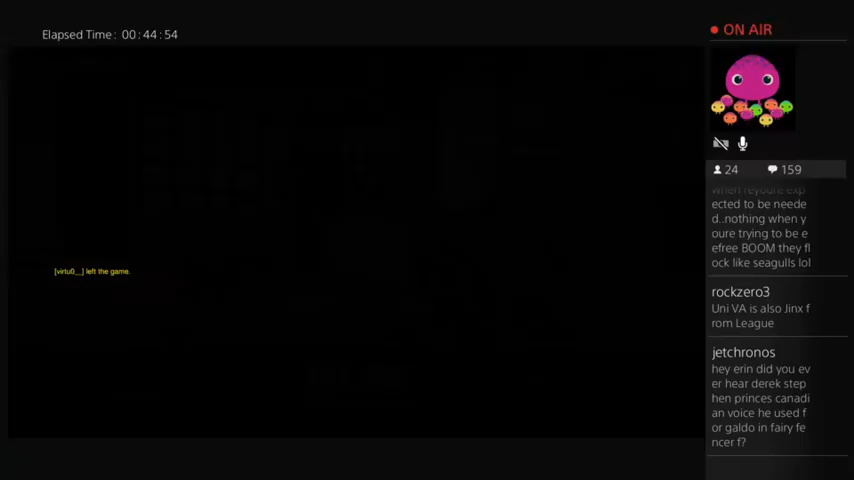 Elapsed Time: 00:44:54
ON AIR
24
159
when reyoure exp
ected to be neede
d..nothing when y
oure trying to be e
efree BOOM they fl
ock like seagulls lol
[virtu0__] left the game.
rockzero3
Uni VA is also Jinx f
rom League
jetchronos
hey erin did you ev
er hear derek step
hen princes canadi
an voice he used f
or galdo in fairy fe
ncer f?